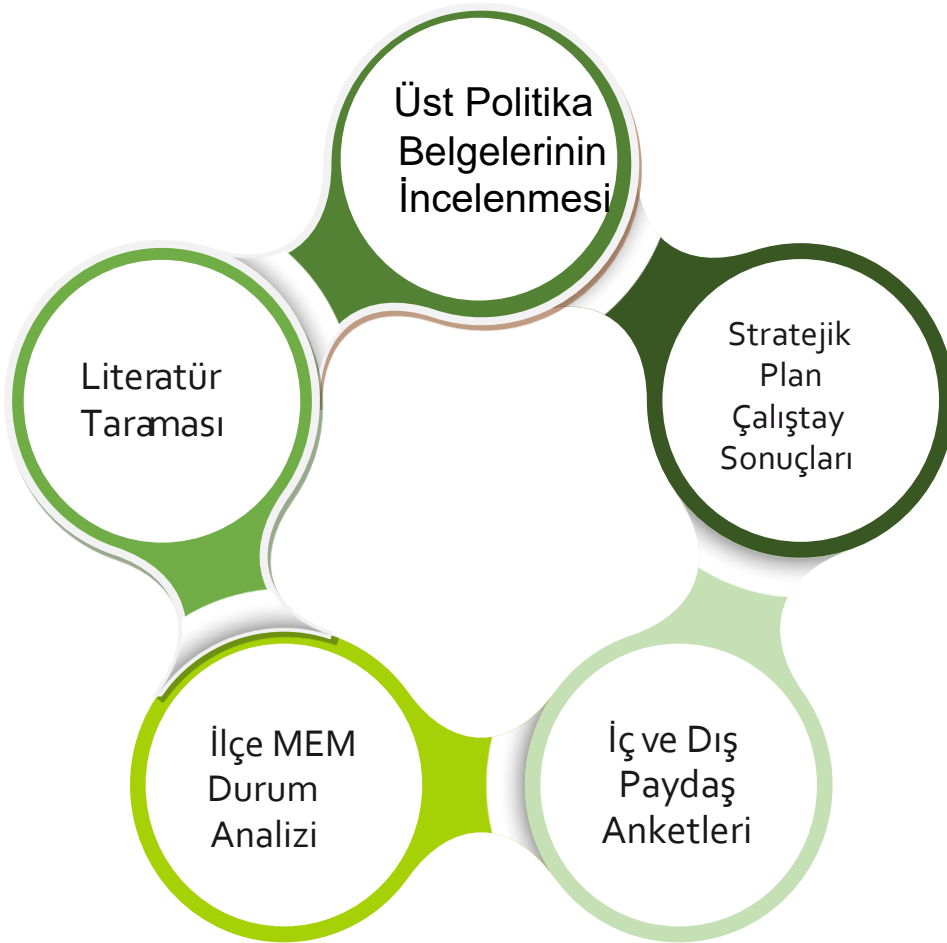 Üst Politika
Belgelerinin
İncelenmesi
Stratejik
Plan
Çalıştay
Sonuçları
Literatür
Taraması
İlçe MEM
Durum
Analizi
İç ve Dış
Paydaş
Anketleri